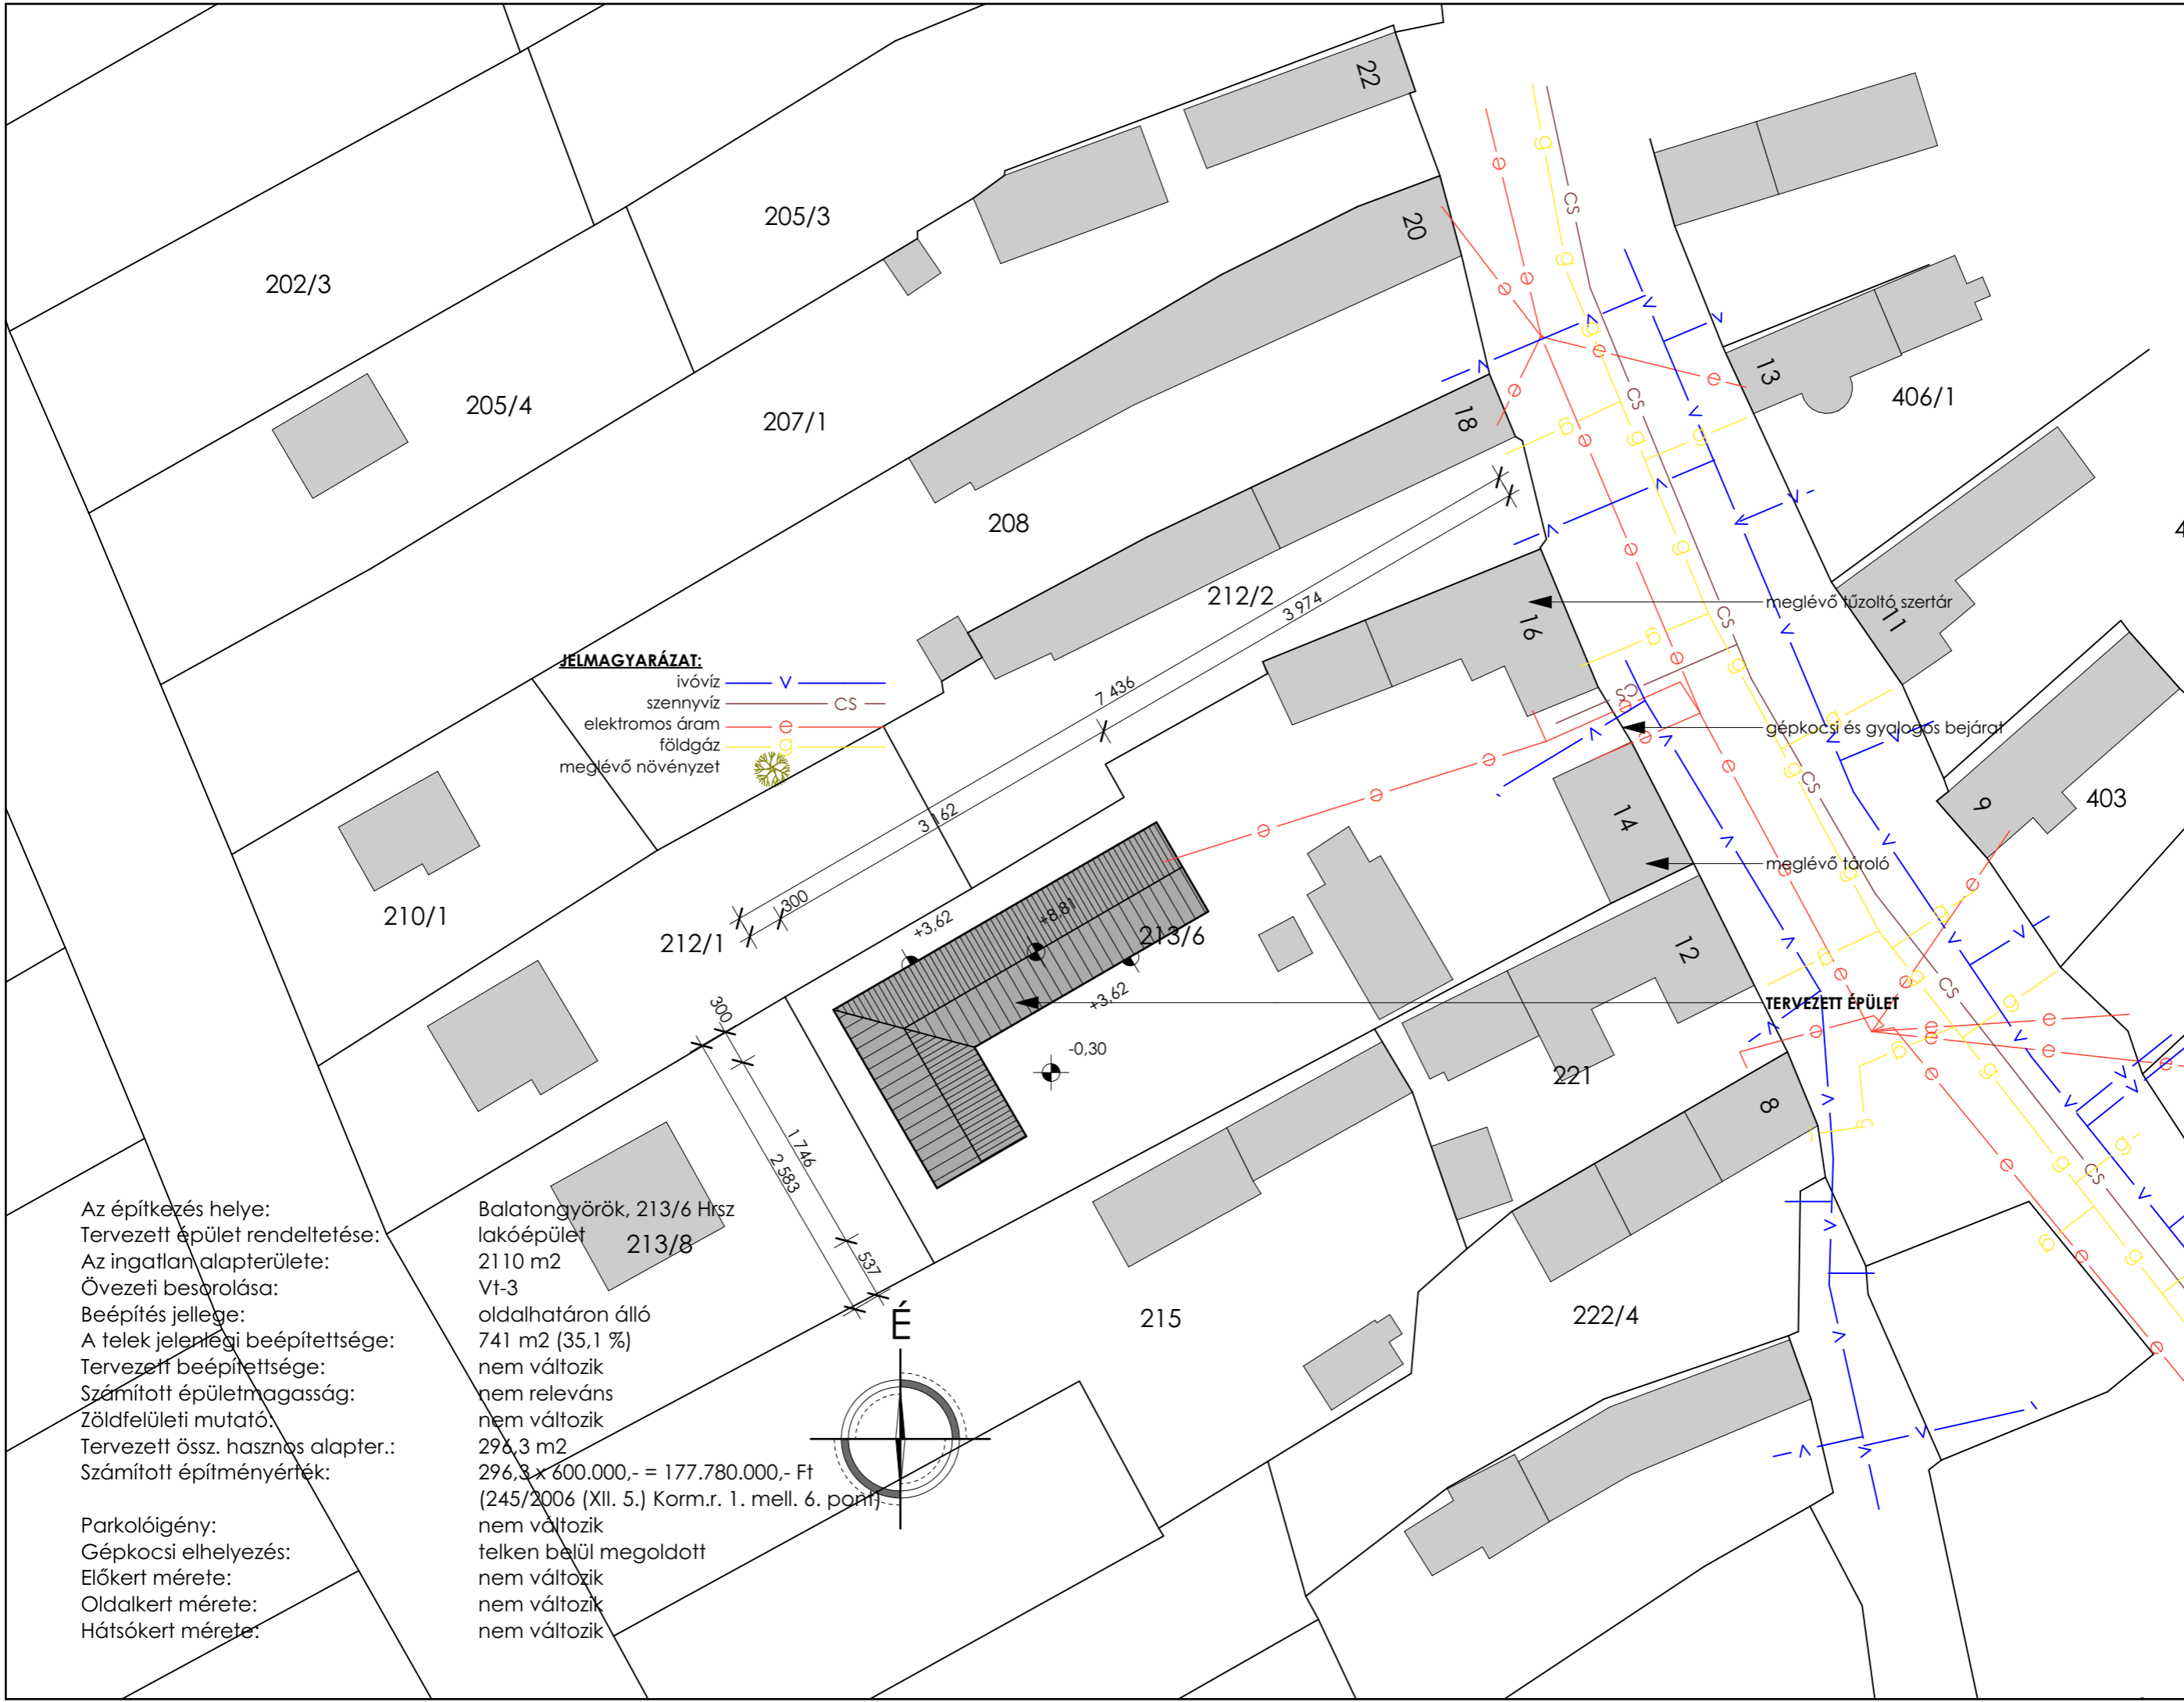 22
20
205/3
202/3
205/4
207/1
18
13
406/1
208
212/2
3 974
7 436
3 162
300
16
meglévő tűzoltó szertár
11
JELMAGYARÁZAT:
ivóvíz V
szennyvíz CS
elektromos áram e
földgáz g
meglévő növényzet
gépkocsi és gyalogos bejárat
14
9
403
meglévő tároló
210/1
212/1
+3,62
+8,81
213/6
+3,62
12
TERVEZETT ÉPÜLET
300
-0,30
221
8
1 746
2 583
537
213/8
Az építkezés helye: Balatongyörök, 213/6 Hrsz
Tervezett épület rendeltetése: lakóépület
Az ingatlan alapterülete: 2110 m2
Övezeti besorolása: Vt-3
Beépítés jellege: oldalhatáron álló
A telek jelenlegi beépítettsége: 741 m2 (35,1 %)
Tervezett beépítettsége: nem változik
Számított épületmagasság: nem releváns
Zöldfelületi mutató: nem változik
Tervezett össz. hasznos alapter.: 296,3 m2
Számított építményérték: 296,3 x 600.000,- = 177.780.000,- Ft
(245/2006 (XII. 5.) Korm.r. 1. mell. 6. pont)
Parkolóigény: nem változik
Gépkocsi elhelyezés: telken belül megoldott
Előkert mérete: nem változik
Oldalkert mérete: nem változik
Hátsókert mérete: nem változik
É
215
222/4